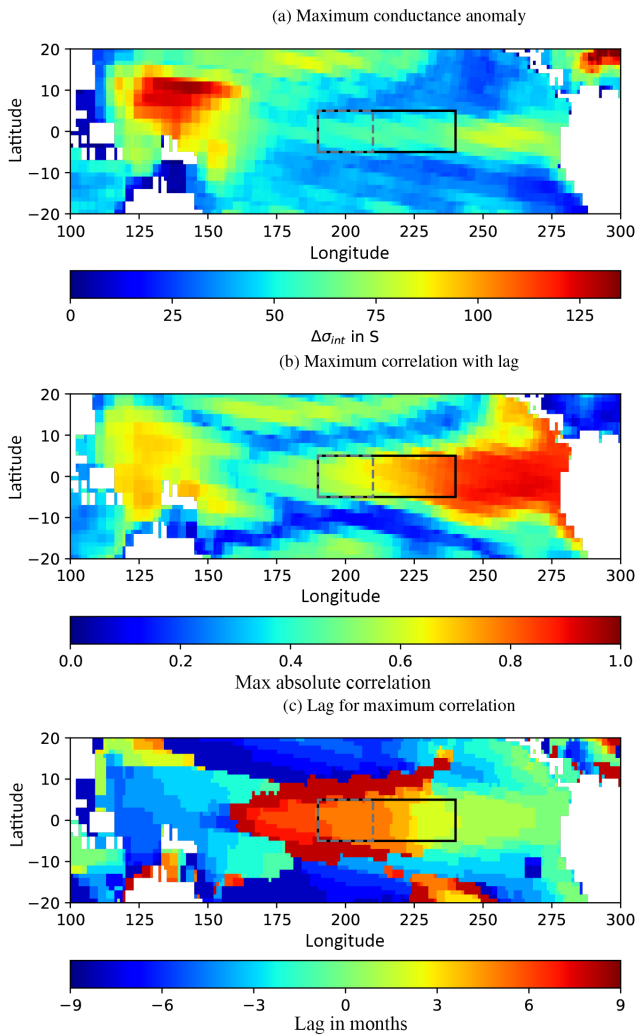 (a) Maximum conductance anomaly
20
10
0
−10
−20
Latitude
100 125 150 175 200 225 250 275 300
Longitude
0 25 50 75 100 125
Δσint in S
(b) Maximum correlation with lag
20
10
0
−10
−20
Latitude
100 125 150 175 200 225 250 275 300
Longitude
0.0 0.2 0.4 0.6 0.8 1.0
Max absolute correlation
(c) Lag for maximum correlation
20
10
0
−10
−20
Latitude
100 125 150 175 200 225 250 275 300
Longitude
−9 −6 −3 0 3 6 9
Lag in months